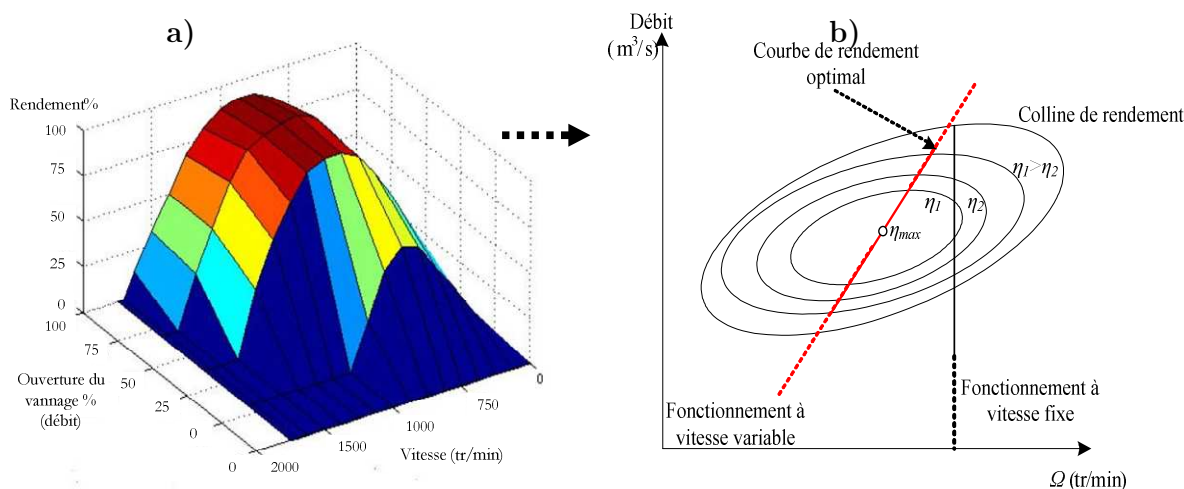 a)
Rendement%
100
75
50
25
0
100
75
50
25
0
0
Ouverture du
vannage %
(débit)
2000
1500
1000
750
0
Vitesse (tr/min)
b)
Débit
(m³/s)
Courbe de rendement
optimal
Colline de rendement
η1>η2
η1
η2
ηmax
Fonctionnement à
vitesse variable
Fonctionnement à
vitesse fixe
Ω (tr/min)